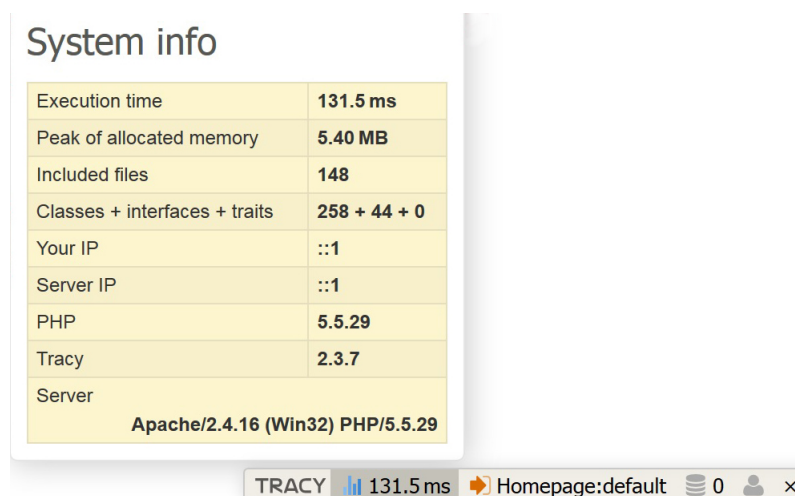 System info
Execution time 131.5 ms
Peak of allocated memory 5.40 MB
Included files 148
Classes + interfaces + traits 258 + 44 + 0
Your IP ::1
Server IP ::1
PHP 5.5.29
Tracy 2.3.7
Server
Apache/2.4.16 (Win32) PHP/5.5.29
TRACY 131.5 ms Homepage:default 0 ×